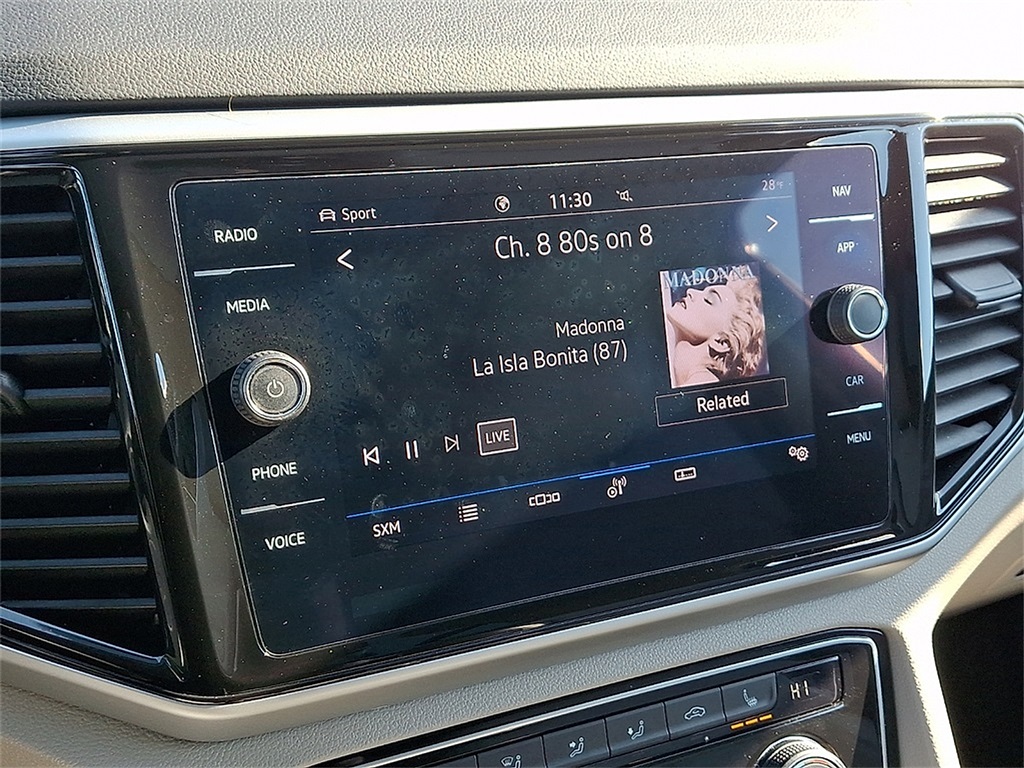 Sport 11:30 28°F
Ch. 8 80s on 8
RADIO
MEDIA
PHONE
VOICE
MADONNA
Madonna
La Isla Bonita (87)
Related
LIVE
SXM
NAV
APP
CAR
MENU
HI